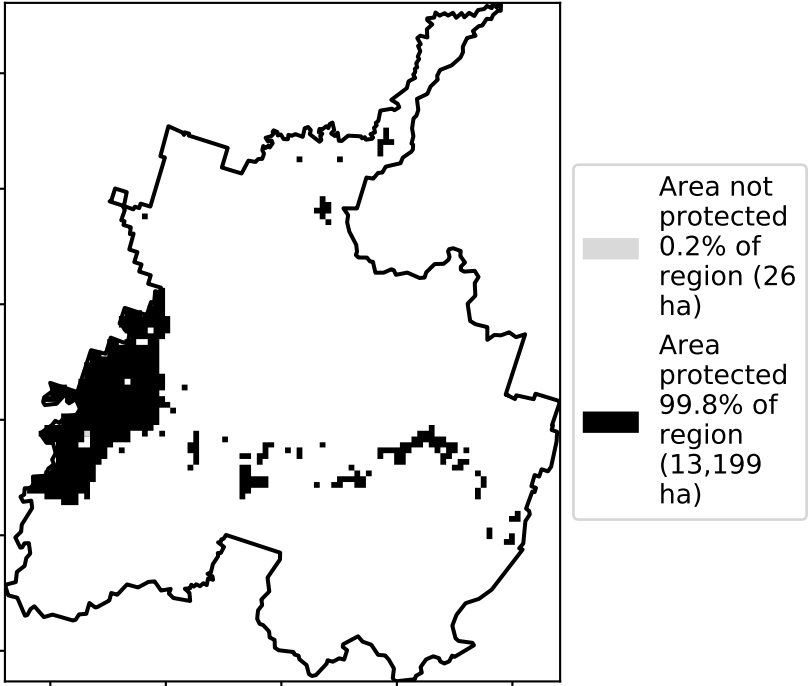 Area not
protected
0.2% of
region (26
ha)
Area
protected
99.8% of
region
(13,199
ha)